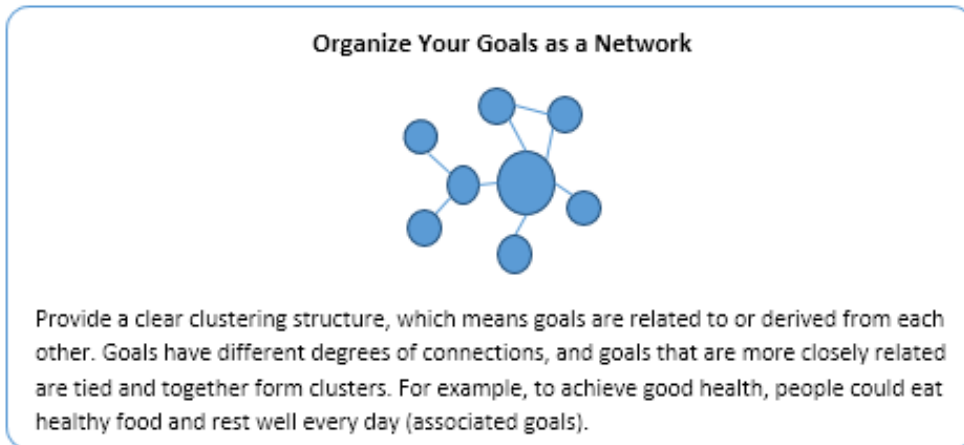 Organize Your Goals as a Network
Provide a clear clustering structure, which means goals are related to or derived from each
other. Goals have different degrees of connections, and goals that are more closely related
are tied and together form clusters. For example, to achieve good health, people could eat
healthy food and rest well every day (associated goals).